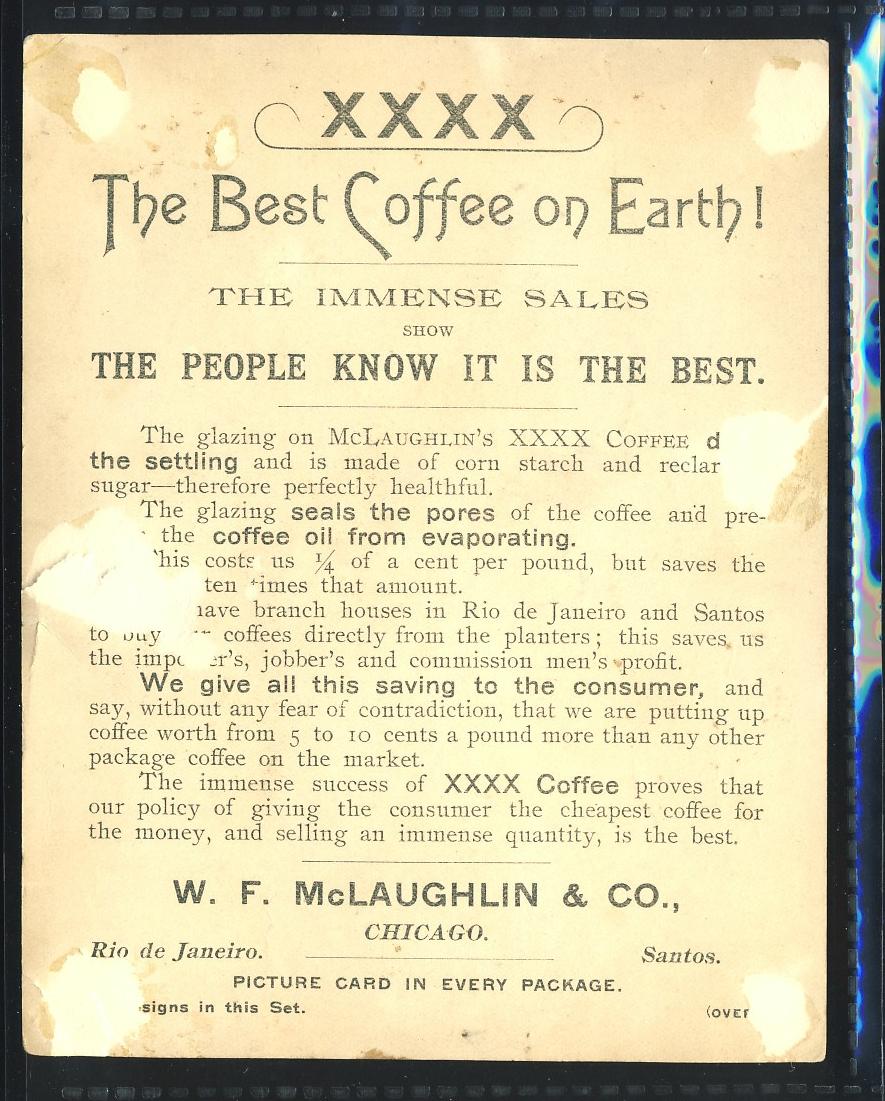 XXXX
The Best Coffee on Earth!
THE IMMENSE SALES
SHOW
THE PEOPLE KNOW IT IS THE BEST.
The glazing on McLAUGHLIN'S XXXX COFFEE
the settling and is made of corn starch and
sugar—therefore perfectly healthful.
The glazing seals the pores of the coffee and pre-
the coffee oil from evaporating.
costs us ¼ of a cent per pound, but saves the
ten times that amount.
have branch houses in Rio de Janeiro and Santos
to buy coffees directly from the planters; this saves us
the jobber's and commission men's profit.
We give all this saving to the consumer, and
say, without any fear of contradiction, that we are putting up
coffee worth from 5 to 10 cents a pound more than any other
package coffee on the market.
The immense success of XXXX Coffee proves that
our policy of giving the consumer the cheapest coffee for
the money, and selling an immense quantity, is the best.
W. F. McLAUGHLIN & CO.,
CHICAGO.
Rio de Janeiro. Santos.
PICTURE CARD IN EVERY PACKAGE.
in this Set. (OVER